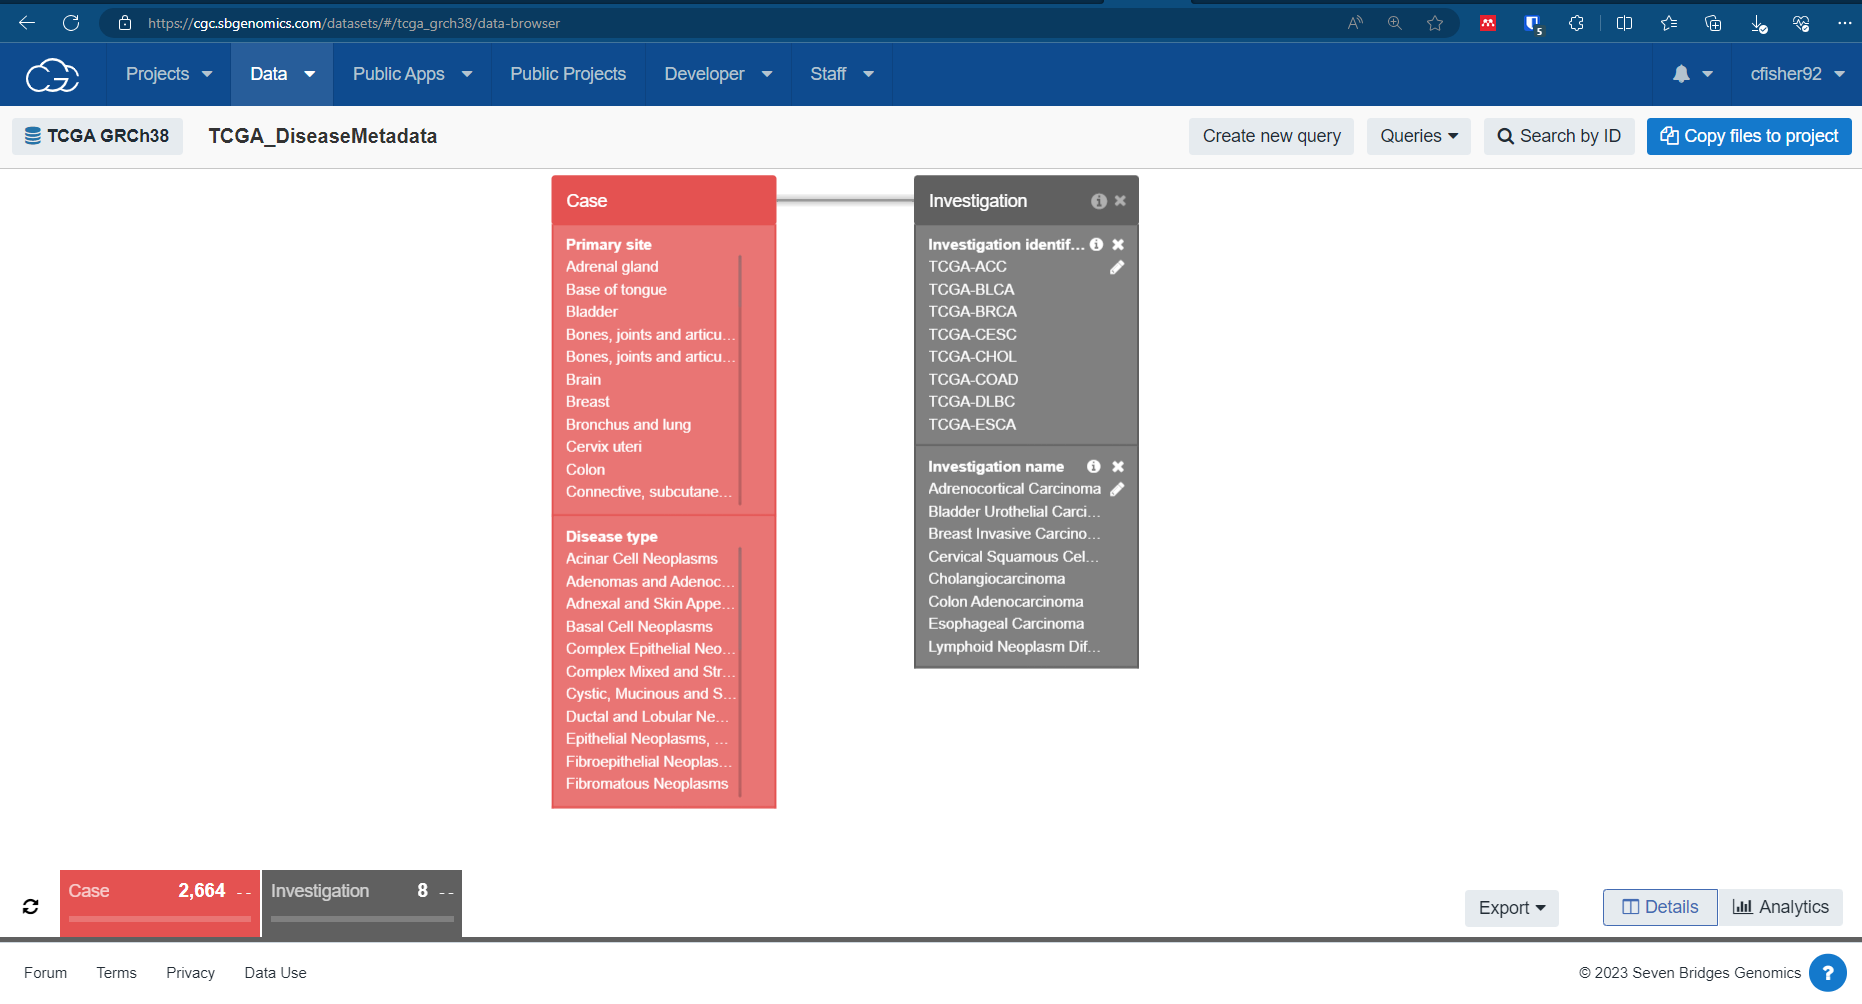 https://cgc.sbgenomics.com/datasets/#/tcga_grch38/data-browser
5
Projects Data Public Apps Public Projects Developer Staff cfisher92
TCGA GRCh38 TCGA_DiseaseMetadata Create new query Queries Search by ID Copy files to project
Case
Primary site
Adrenal gland
Base of tongue
Bladder
Bones, joints and articu...
Bones, joints and articu...
Brain
Breast
Bronchus and lung
Cervix uteri
Colon
Connective, subcutane...
Disease type
Acinar Cell Neoplasms
Adenomas and Adenoc...
Adnexal and Skin Appe...
Basal Cell Neoplasms
Complex Epithelial Neo...
Complex Mixed and Str...
Cystic, Mucinous and S...
Ductal and Lobular Ne...
Epithelial Neoplasms, ...
Fibroepithelial Neoplas...
Fibromatous Neoplasms
Investigation
Investigation identif...
TCGA-ACC
TCGA-BLCA
TCGA-BRCA
TCGA-CESC
TCGA-CHOL
TCGA-COAD
TCGA-DLBC
TCGA-ESCA
Investigation name
Adrenocortical Carcinoma
Bladder Urothelial Carci...
Breast Invasive Carcino...
Cervical Squamous Cel...
Cholangiocarcinoma
Colon Adenocarcinoma
Esophageal Carcinoma
Lymphoid Neoplasm Dif...
Case 2,664 -- Investigation 8 --
Export Details Analytics
Forum Terms Privacy Data Use © 2023 Seven Bridges Genomics ?